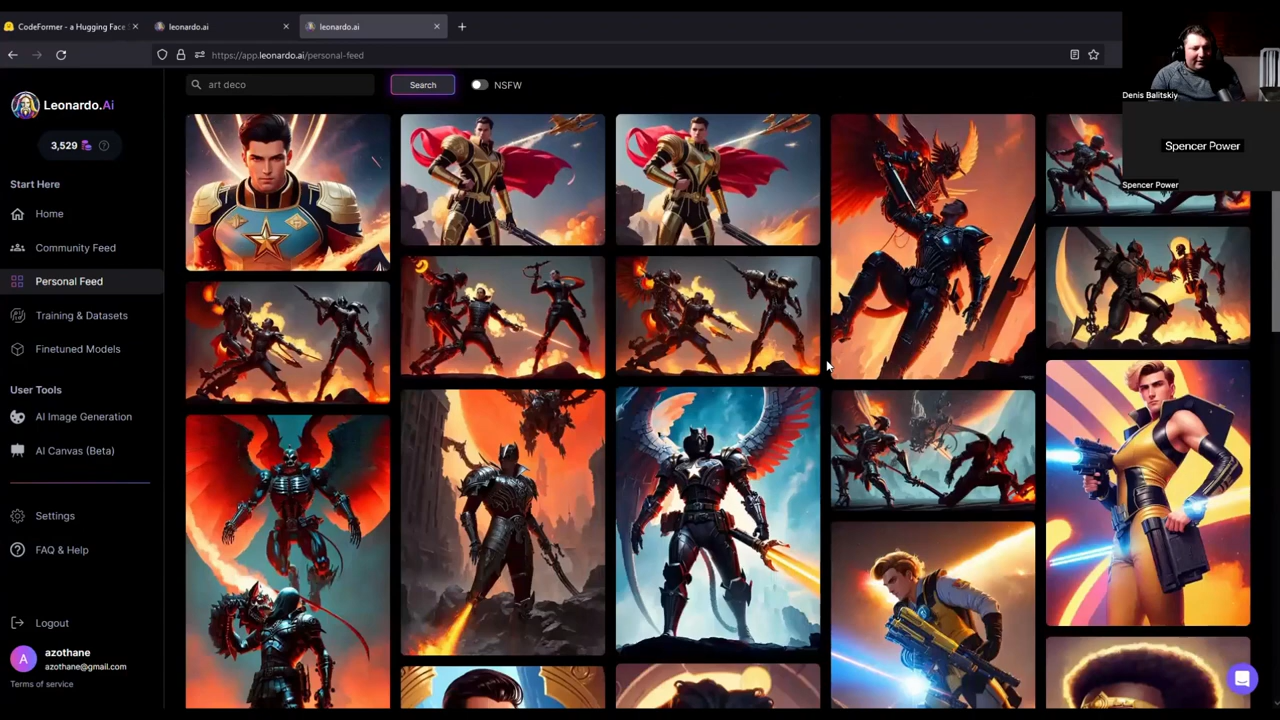 CodeFormer - a Hugging Face
leonardo.ai
leonardo.ai
https://app.leonardo.ai/personal-feed
Denis Balitskiy
Spencer Power
Spencer Power
Leonardo.Ai
3,529
Start Here
Home
Community Feed
Personal Feed
Training & Datasets
Finetuned Models
User Tools
AI Image Generation
AI Canvas (Beta)
Settings
FAQ & Help
Logout
A
azothane
azothane@gmail.com
Terms of service
art deco
Search
NSFW